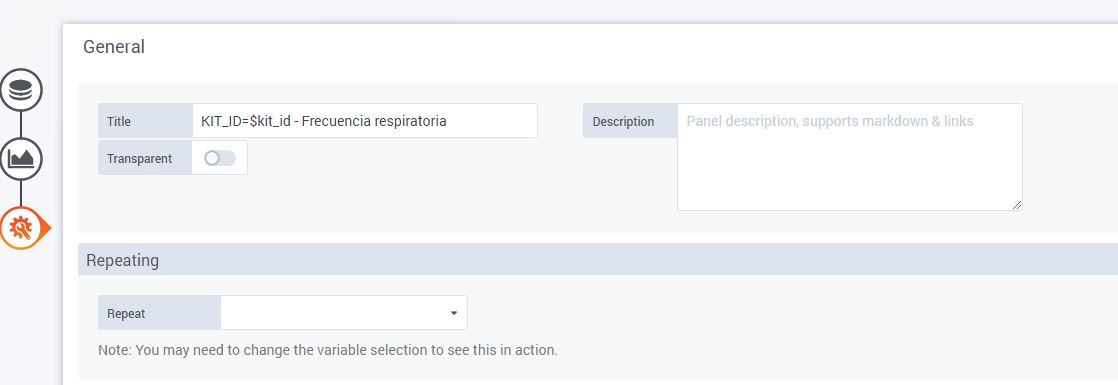 General
Title
KIT_ID=$kit_id - Frecuencia respiratoria
Description
Panel description, supports markdown & links
Transparent
Repeating
Repeat
Note: You may need to change the variable selection to see this in action.